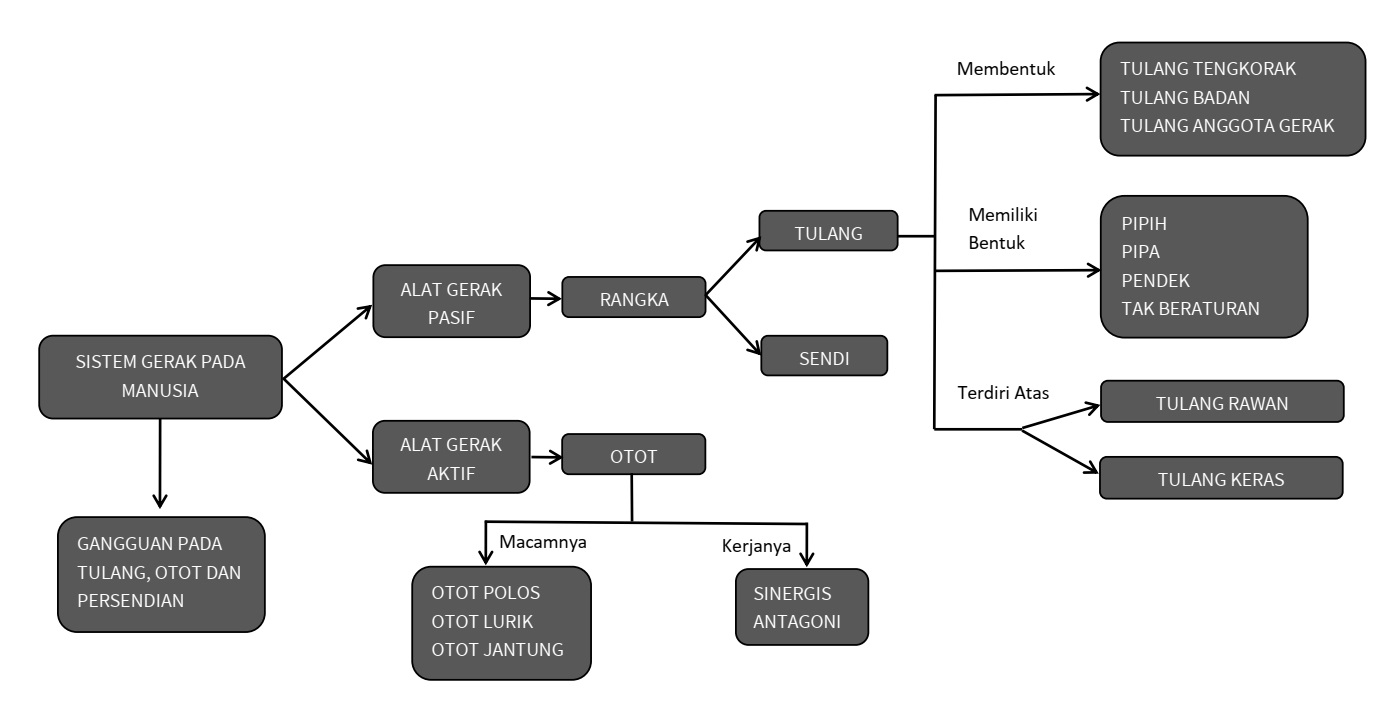 SISTEM GERAK PADA
MANUSIA
GANGGUAN PADA
TULANG, OTOT DAN
PERSENDIAN
ALAT GERAK
PASIF
RANGKA
TULANG
SENDI
Membentuk
TULANG TENGKORAK
TULANG BADAN
TULANG ANGGOTA GERAK
Memiliki
Bentuk
PIPIH
PIPA
PENDEK
TAK BERATURAN
Terdiri Atas
TULANG RAWAN
TULANG KERAS
ALAT GERAK
AKTIF
OTOT
Macamnya
OTOT POLOS
OTOT LURIK
OTOT JANTUNG
Kerjanya
SINERGIS
ANTAGONI